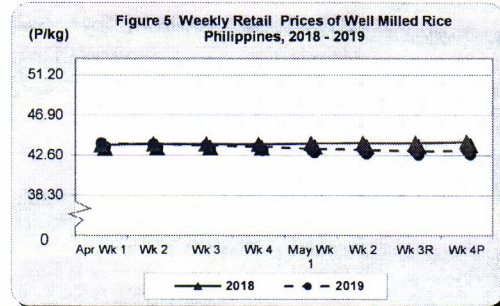 Figure 5 Weekly Retail Prices of Well Milled Rice
Philippines, 2018 - 2019
(P/kg)
51.20
46.90
42.60
38.30
0
Apr Wk 1 Wk 2 Wk 3 Wk 4 May Wk 1 Wk 2 Wk 3R Wk 4P
2018 2019